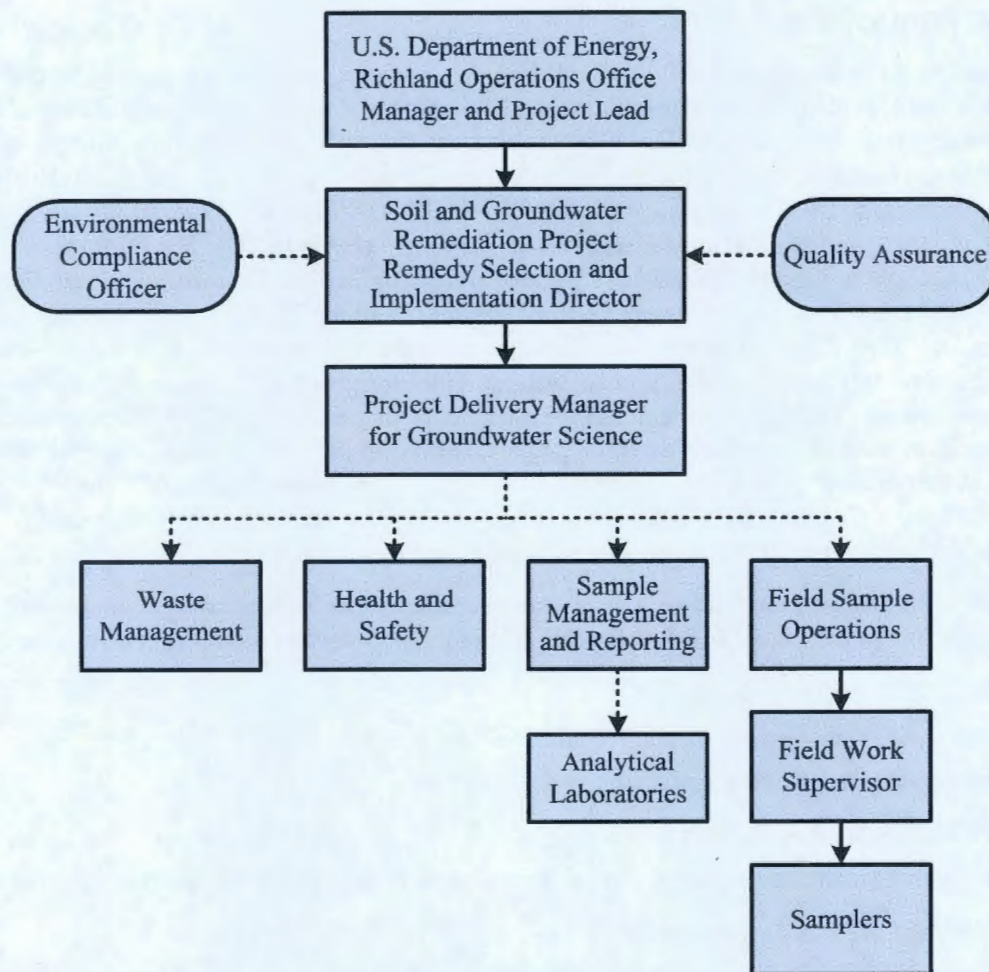 U.S. Department of Energy,
Richland Operations Office
Manager and Project Lead
Environmental
Compliance
Officer
Soil and Groundwater
Remediation Project
Remedy Selection and
Implementation Director
Quality Assurance
Project Delivery Manager
for Groundwater Science
Waste
Management
Health and
Safety
Sample
Management
and Reporting
Field Sample
Operations
Analytical
Laboratories
Field Work
Supervisor
Samplers